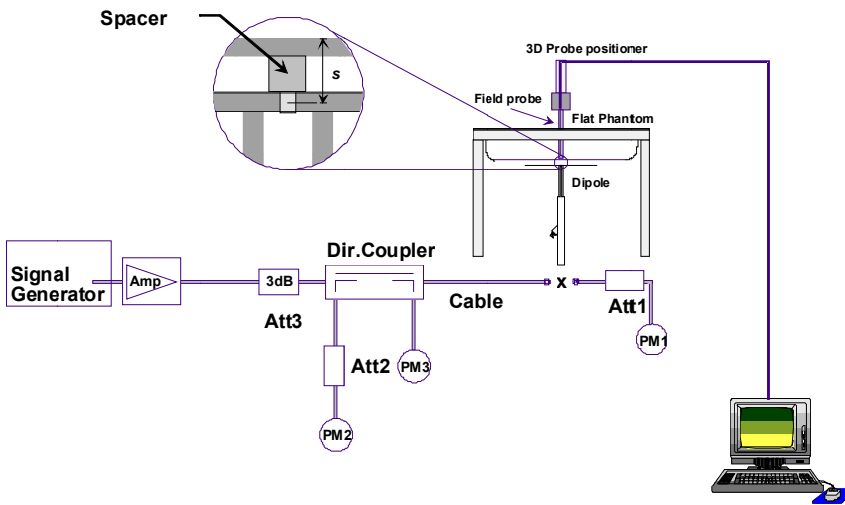 Spacer
s
3D Probe positioner
Field probe
Flat Phantom
Dipole
Dir.Coupler
Signal
Generator
Amp
3dB
Att3
Cable
x
Att1
PM1
Att2
PM3
PM2